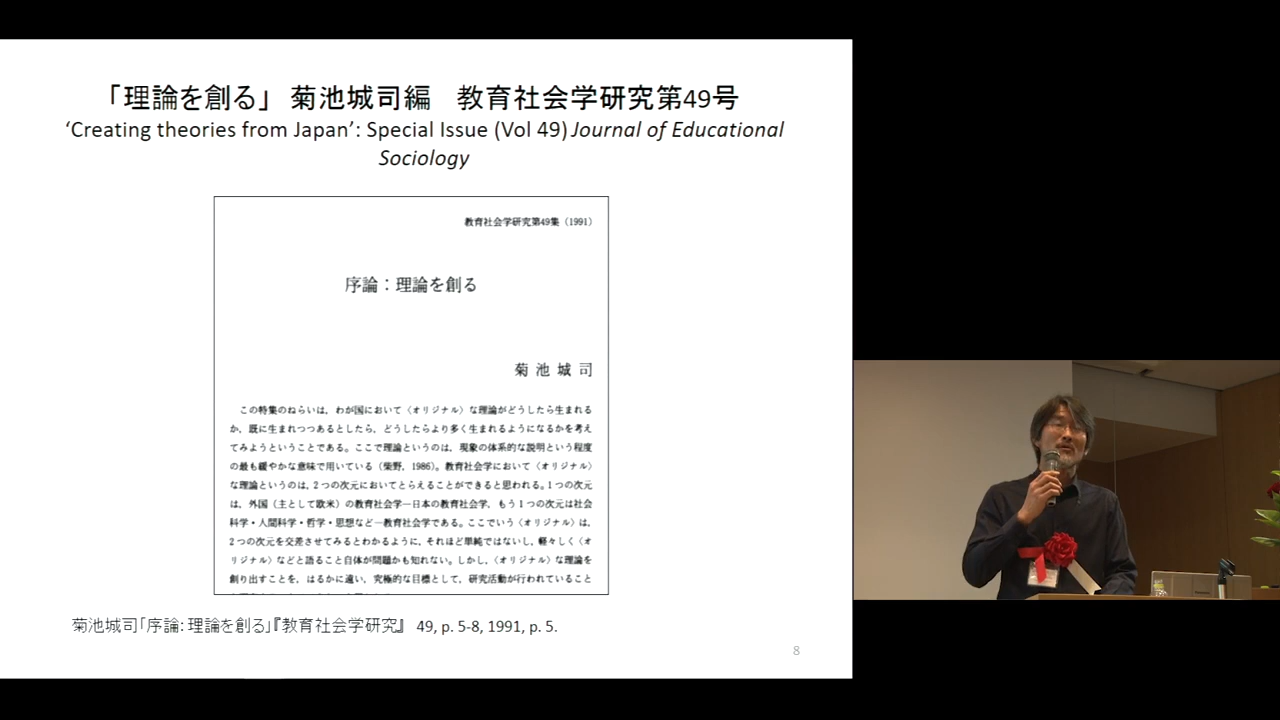 「理論を創る」 菊池城司編　教育社会学研究第49号
‘Creating theories from Japan’: Special Issue (Vol 49) Journal of Educational
Sociology
教育社会学研究第49集（1991）
序論：理論を創る
菊 池 城 司
この特集のねらいは，わが国において〈オリジナル〉な理論がどうしたら生まれる
か，既に生まれつつあるとしたら，どうしたらより多く生まれるようになるかを考え
てみようということである。ここで理論というのは，現象の体系的な説明という程度
の最も緩やかな意味で用いている（柴野，1986）。教育社会学において〈オリジナル〉
な理論というのは，2つの次元においてとらえることができると思われる。1つの次元
は，外国（主として欧米）の教育社会学―日本の教育社会学，もう1つの次元は社会
科学・人間科学・哲学・思想など―教育社会学である。ここでいう〈オリジナル〉は，
2つの次元を交差させてみるとわかるように，それほど単純ではないし，軽々しく〈オ
リジナル〉などと語ること自体が問題かも知れない。しかし，〈オリジナル〉な理論を
創り出すことを，はるかに遠い，究極的な目標として，研究活動が行われていること
菊池城司「序論: 理論を創る」『教育社会学研究』 49, p. 5-8, 1991, p. 5.
8